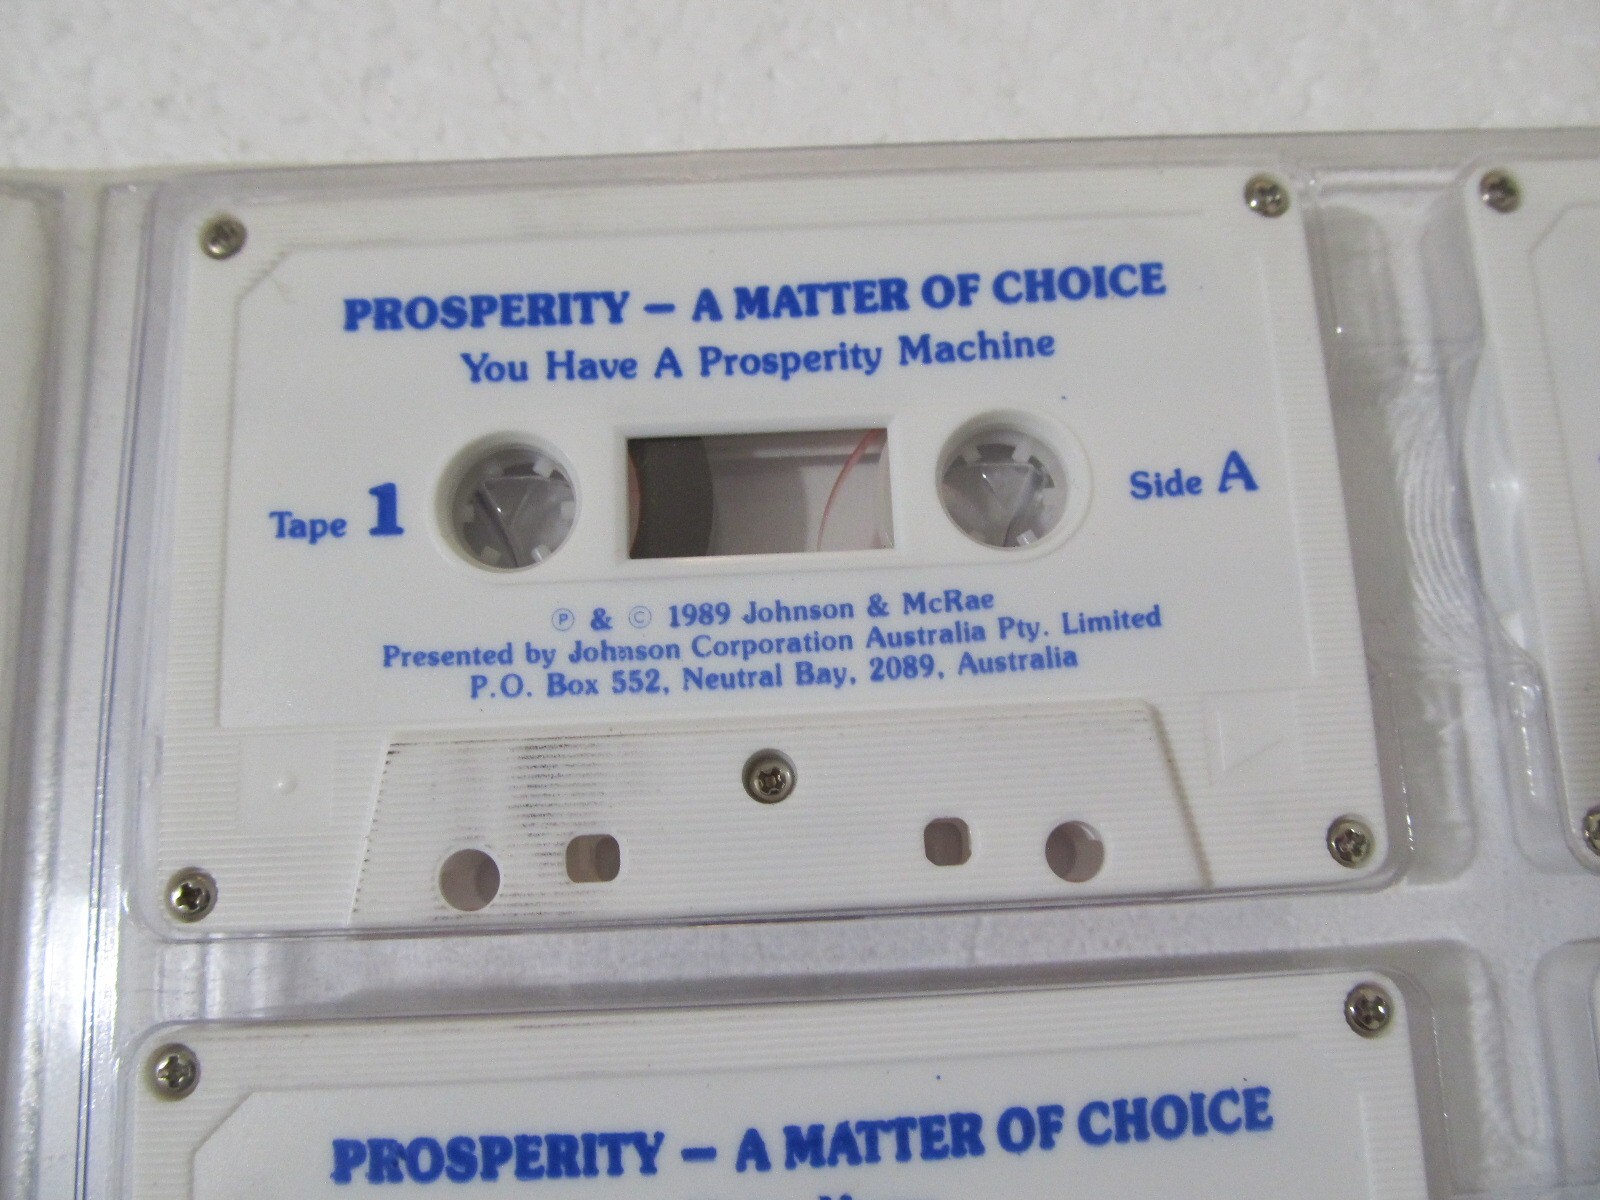 PROSPERITY – A MATTER OF CHOICE
You Have A Prosperity Machine
Tape 1
Side A
Ⓟ & © 1989 Johnson & McRae
Presented by Johnson Corporation Australia Pty. Limited
P.O. Box 552, Neutral Bay, 2089, Australia
PROSPERITY – A MATTER OF CHOICE